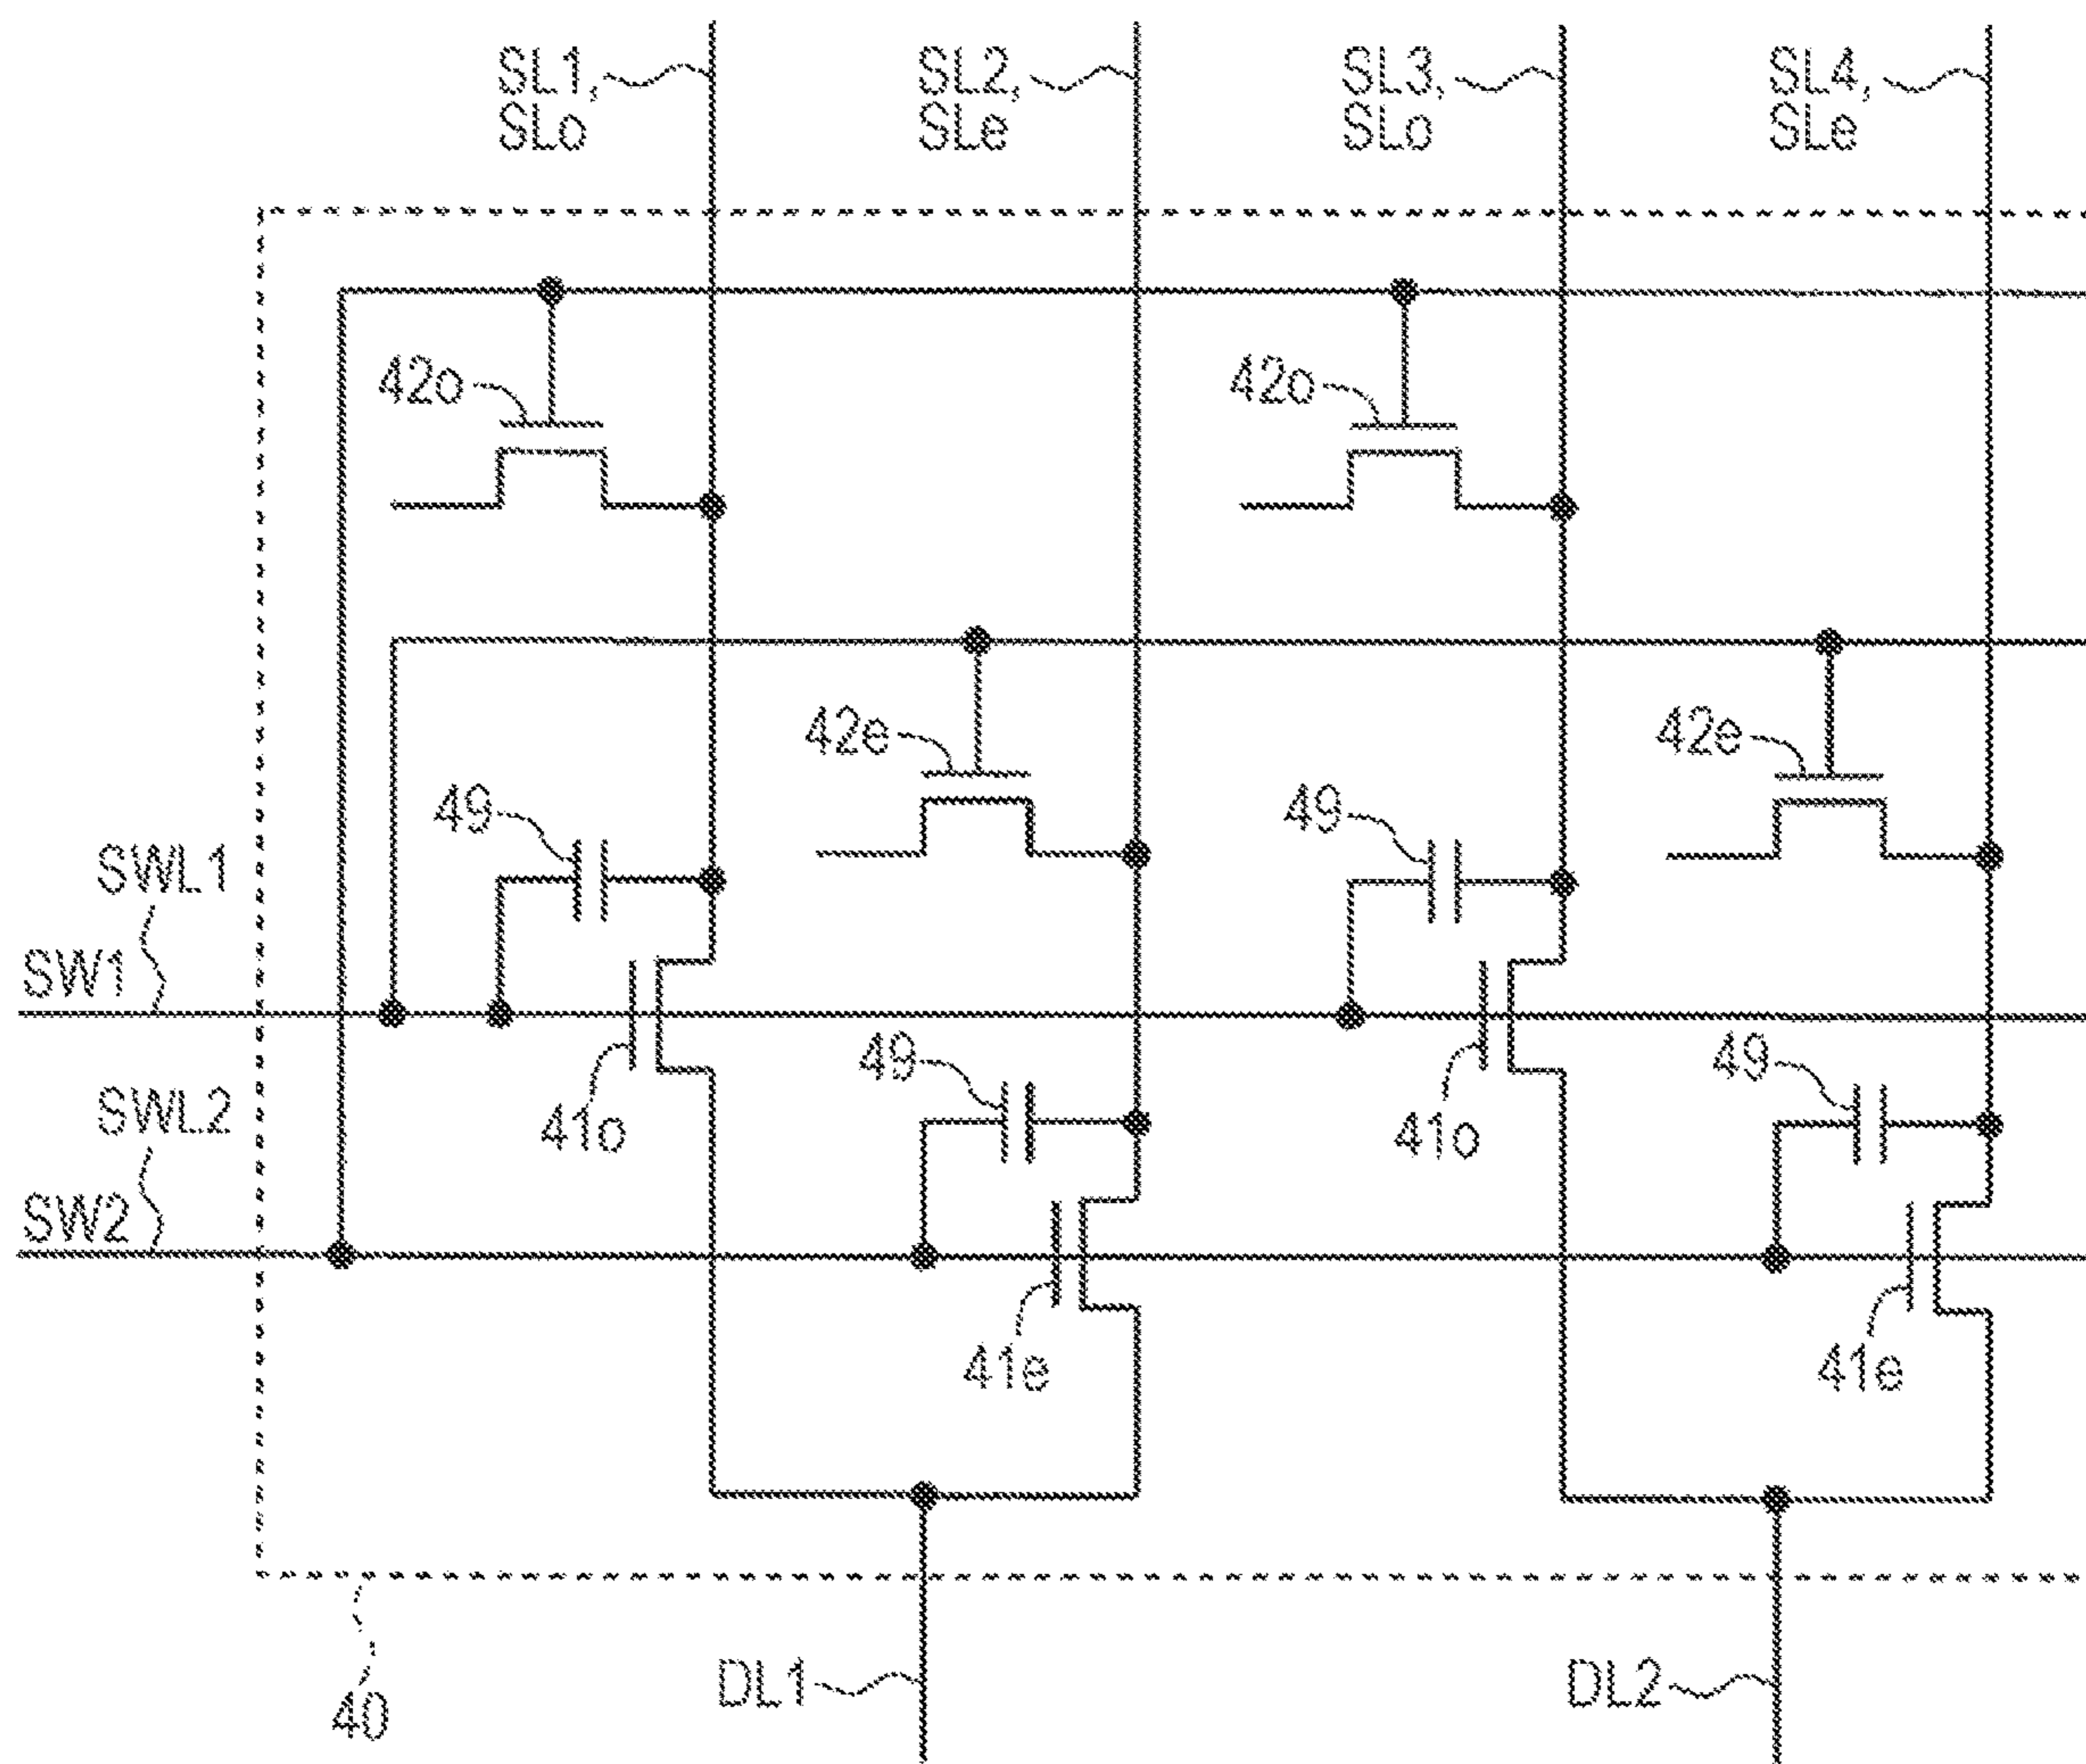 SL1,
SLo
SL2,
SLe
SL3,
SLo
SL4,
SLe
42o
42o
42e
42e
49
49
SWL1
SW1
49
49
SWL2
41o
41o
SW2
41e
41e
DL1
DL2
40